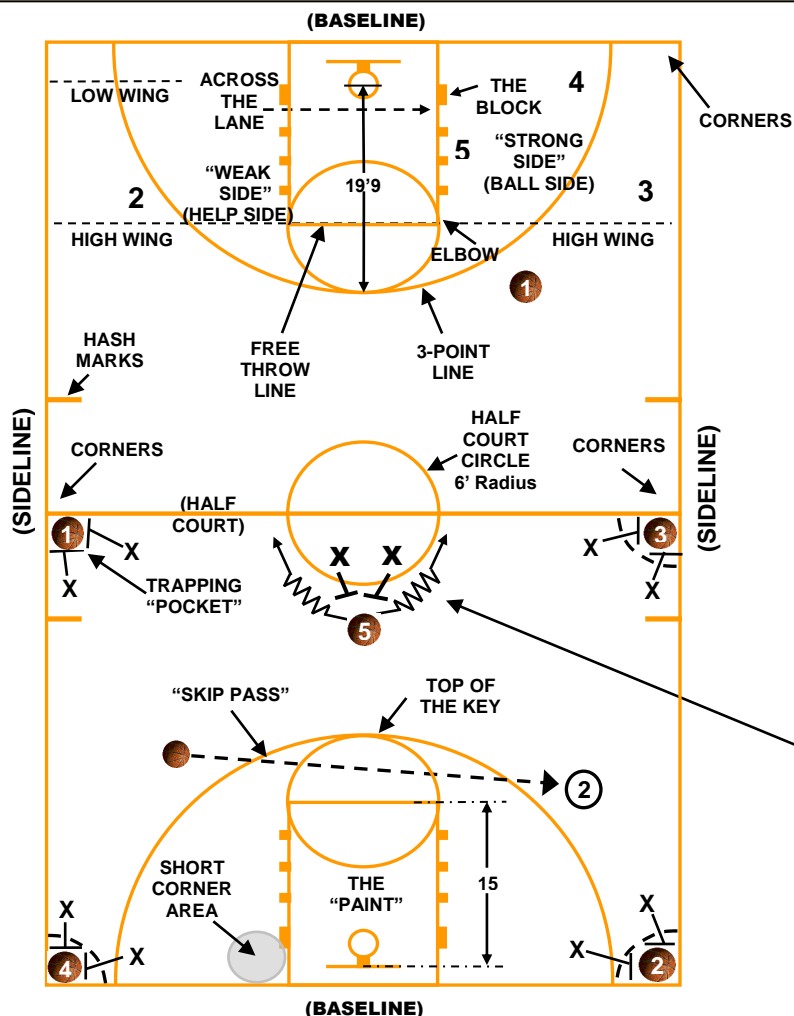 (BASELINE)
ACROSS
THE
LANE
THE
BLOCK
4
LOW WING
CORNERS
5
"STRONG
SIDE"
(BALL SIDE)
"WEAK
SIDE"
(HELP SIDE)
19'9
2
3
HIGH WING
ELBOW
HIGH WING
1
HASH
MARKS
FREE
THROW
LINE
3-POINT
LINE
(SIDELINE)
CORNERS
HALF
COURT
CIRCLE
6' Radius
CORNERS
(SIDELINE)
(HALF
COURT)
1
X
X
TRAPPING
"POCKET"
X
X
5
3
X
X
"SKIP PASS"
TOP OF
THE KEY
2
SHORT
CORNER
AREA
THE
"PAINT"
15
X
X
4
X
X
2
(BASELINE)